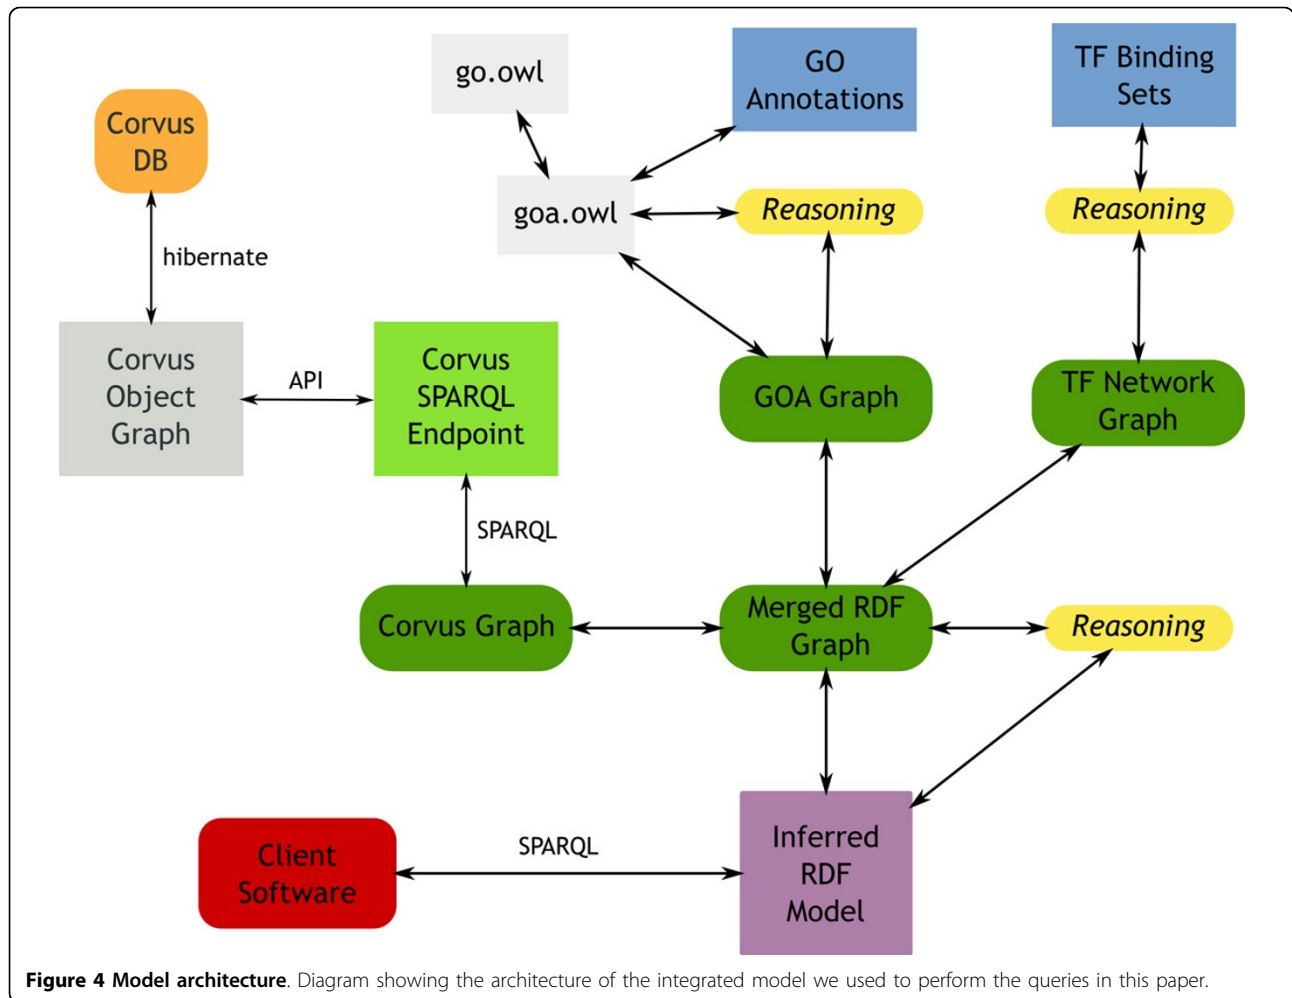 go.owl
GO
Annotations
TF Binding
Sets
Corvus
DB
goa.owl
Reasoning
Reasoning
hibernate
Corvus
Object
Graph
API
Corvus
SPARQL
Endpoint
GOA Graph
TF Network
Graph
SPARQL
Corvus Graph
Merged RDF
Graph
Reasoning
Client
Software
SPARQL
Inferred
RDF
Model
Figure 4 Model architecture. Diagram showing the architecture of the integrated model we used to perform the queries in this paper.